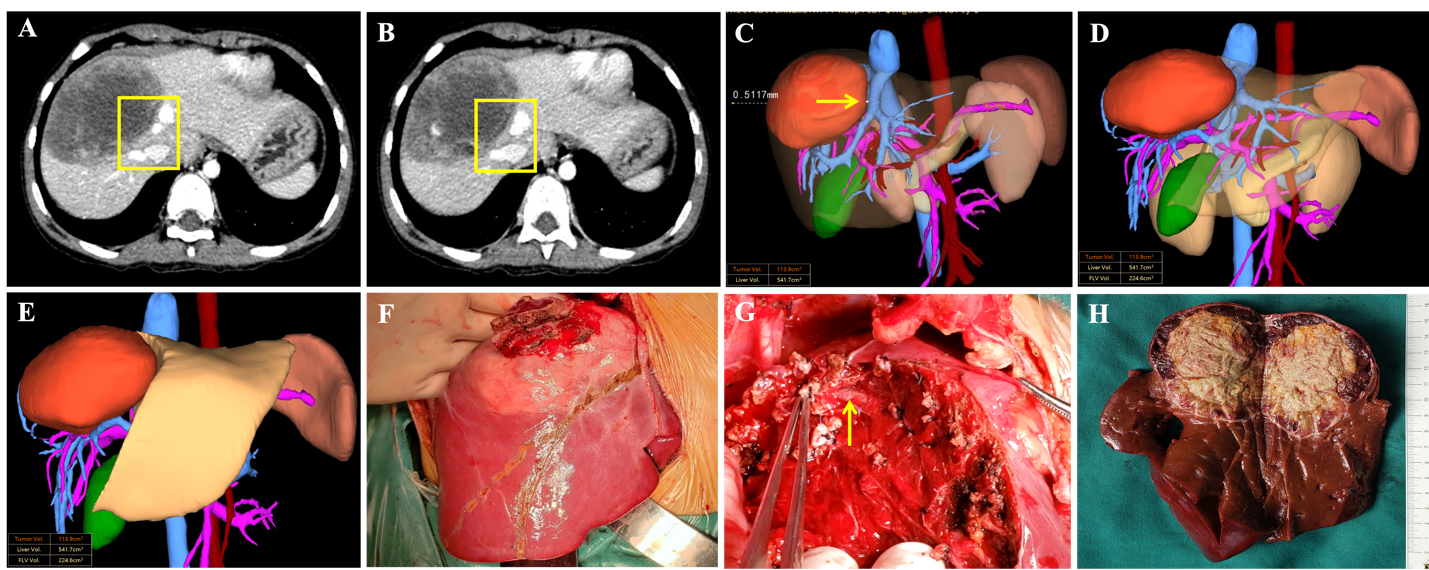 A
B
C
0.5117mm
Tumor Vol. 113.9cm³
Liver Vol. 541.7cm³
D
Tumor Vol. 113.9cm³
Liver Vol. 541.7cm³
FLV Vol. 224.6cm³
E
Tumor Vol. 113.9cm³
Liver Vol. 541.7cm³
FLV Vol. 224.6cm³
F
G
H